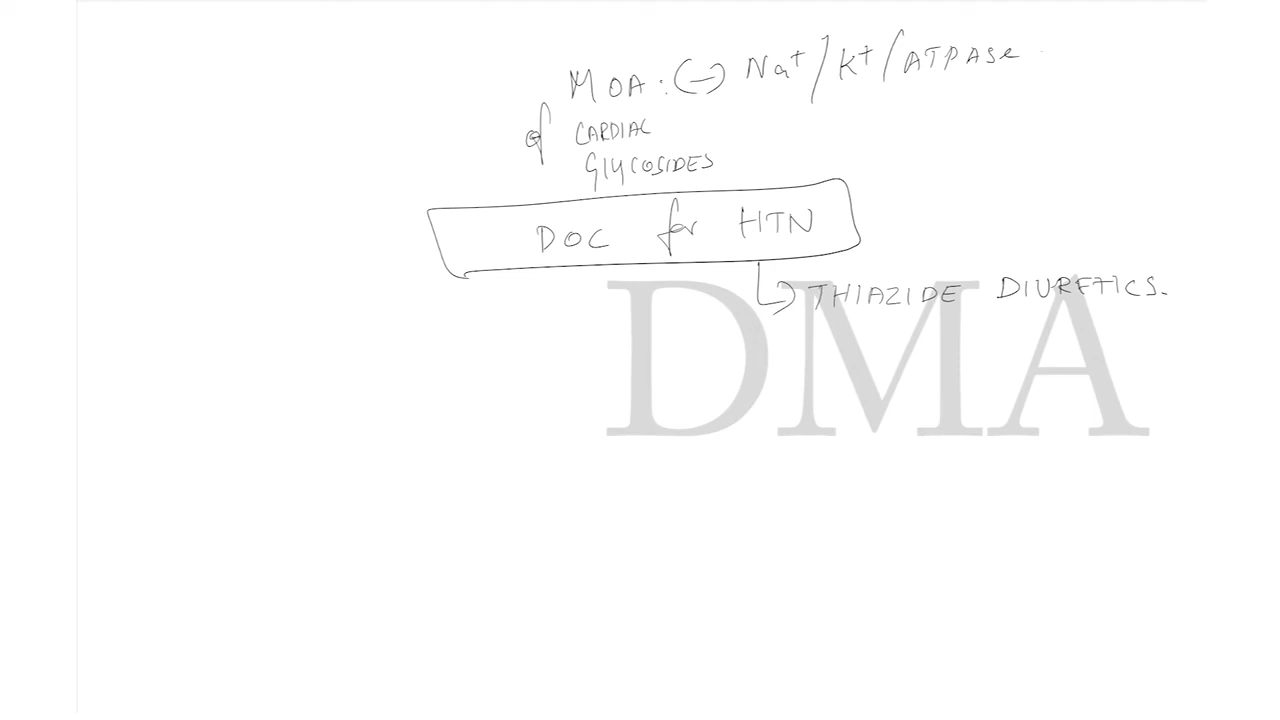 MOA : (-) Na+/K+/ATPAse
of CARDIAC
GLYCOSIDES
DOC for HTN
↳ THIAZIDE DIURETICS.
DMA